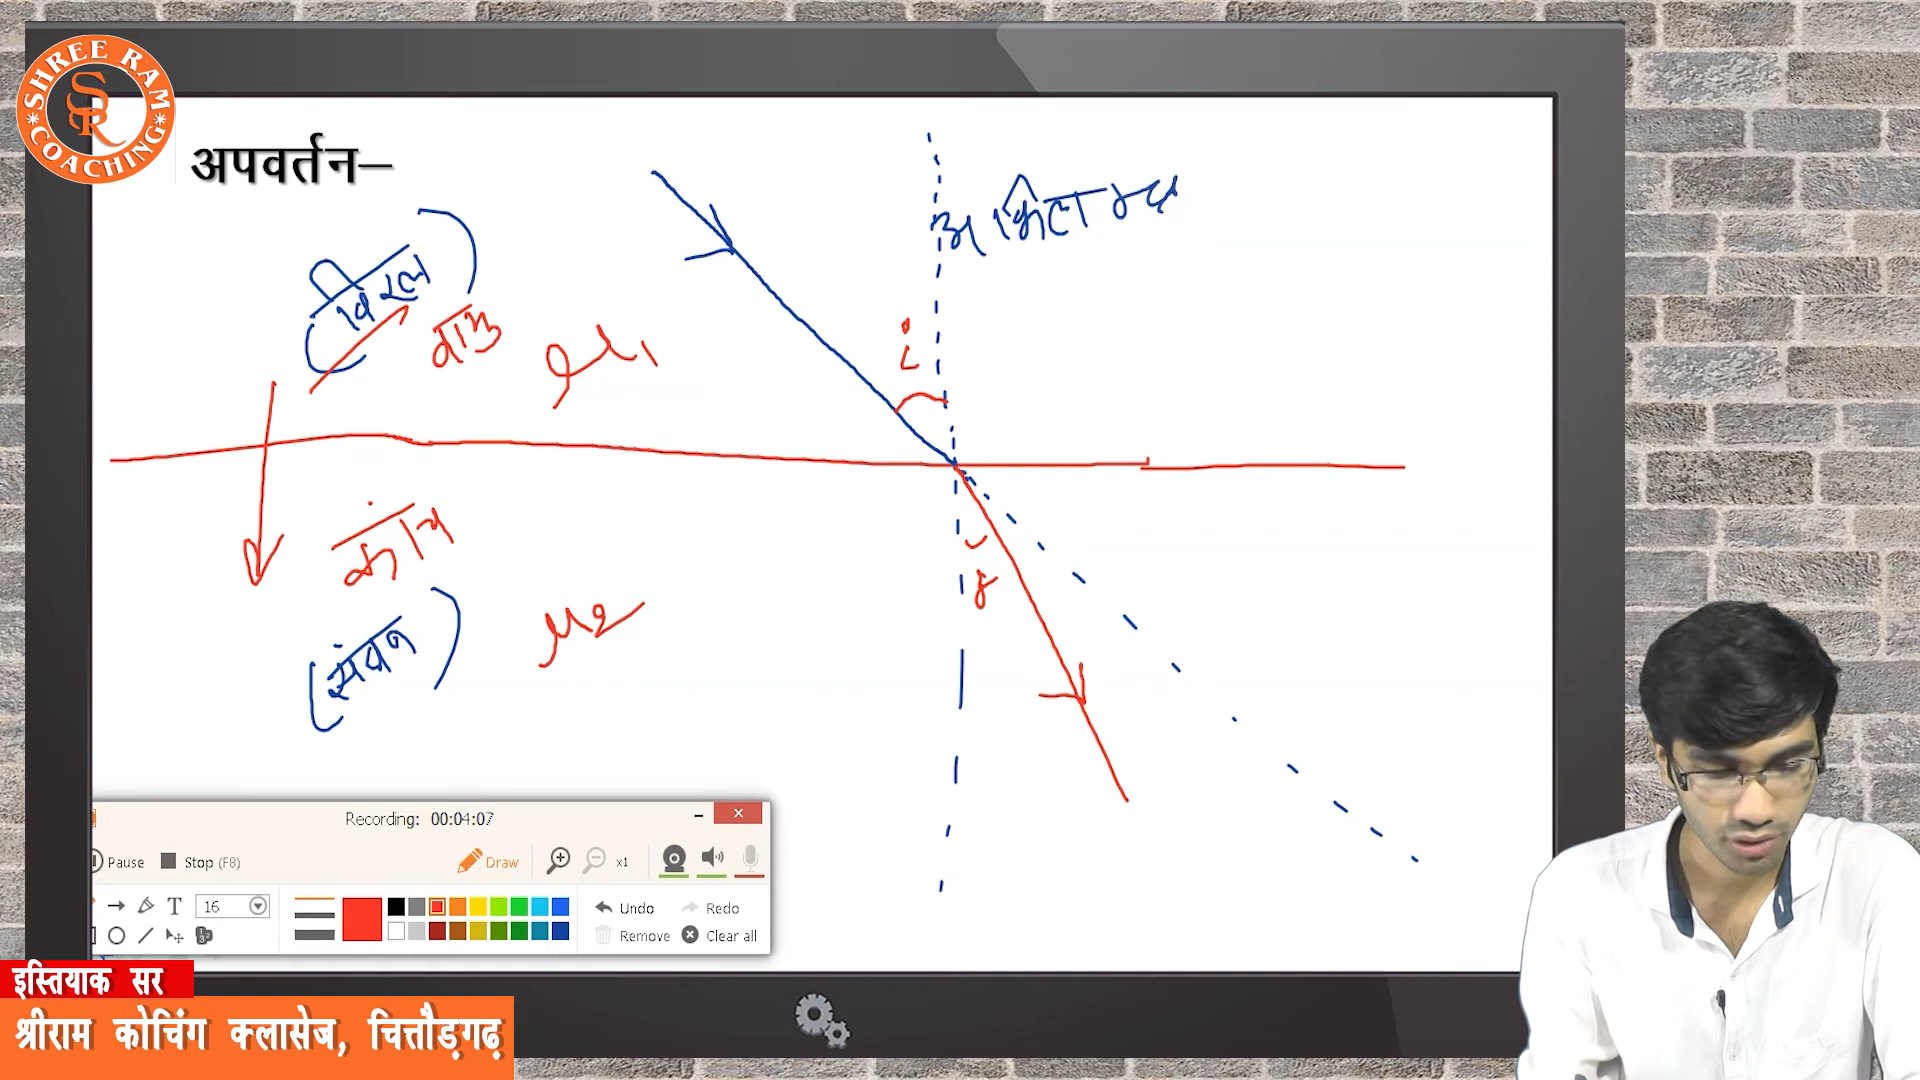 SHREE RAM
SR
COACHING
अपवर्तन–
अभिलम्ब
(विरल)
वायु
μ1
i
कांच
r
(संघन)
μ2
Recording: 00:04:07
Pause
Stop (F8)
Draw
x1
T
16
Undo
Redo
Remove
Clear all
इस्तियाक सर
श्रीराम कोचिंग क्लासेज, चित्तौड़गढ़